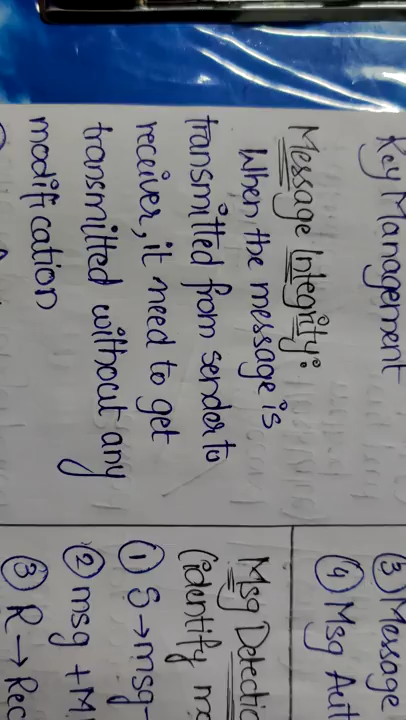 Key Management
Message Integrity:
When the message is
transmitted from sender to
receiver, it need to get
transmitted without any
modification
③ Message
④ Msg Aut
Msg Detectio
(identify mo
① S→msg-
② msg + M
③ R → Rec